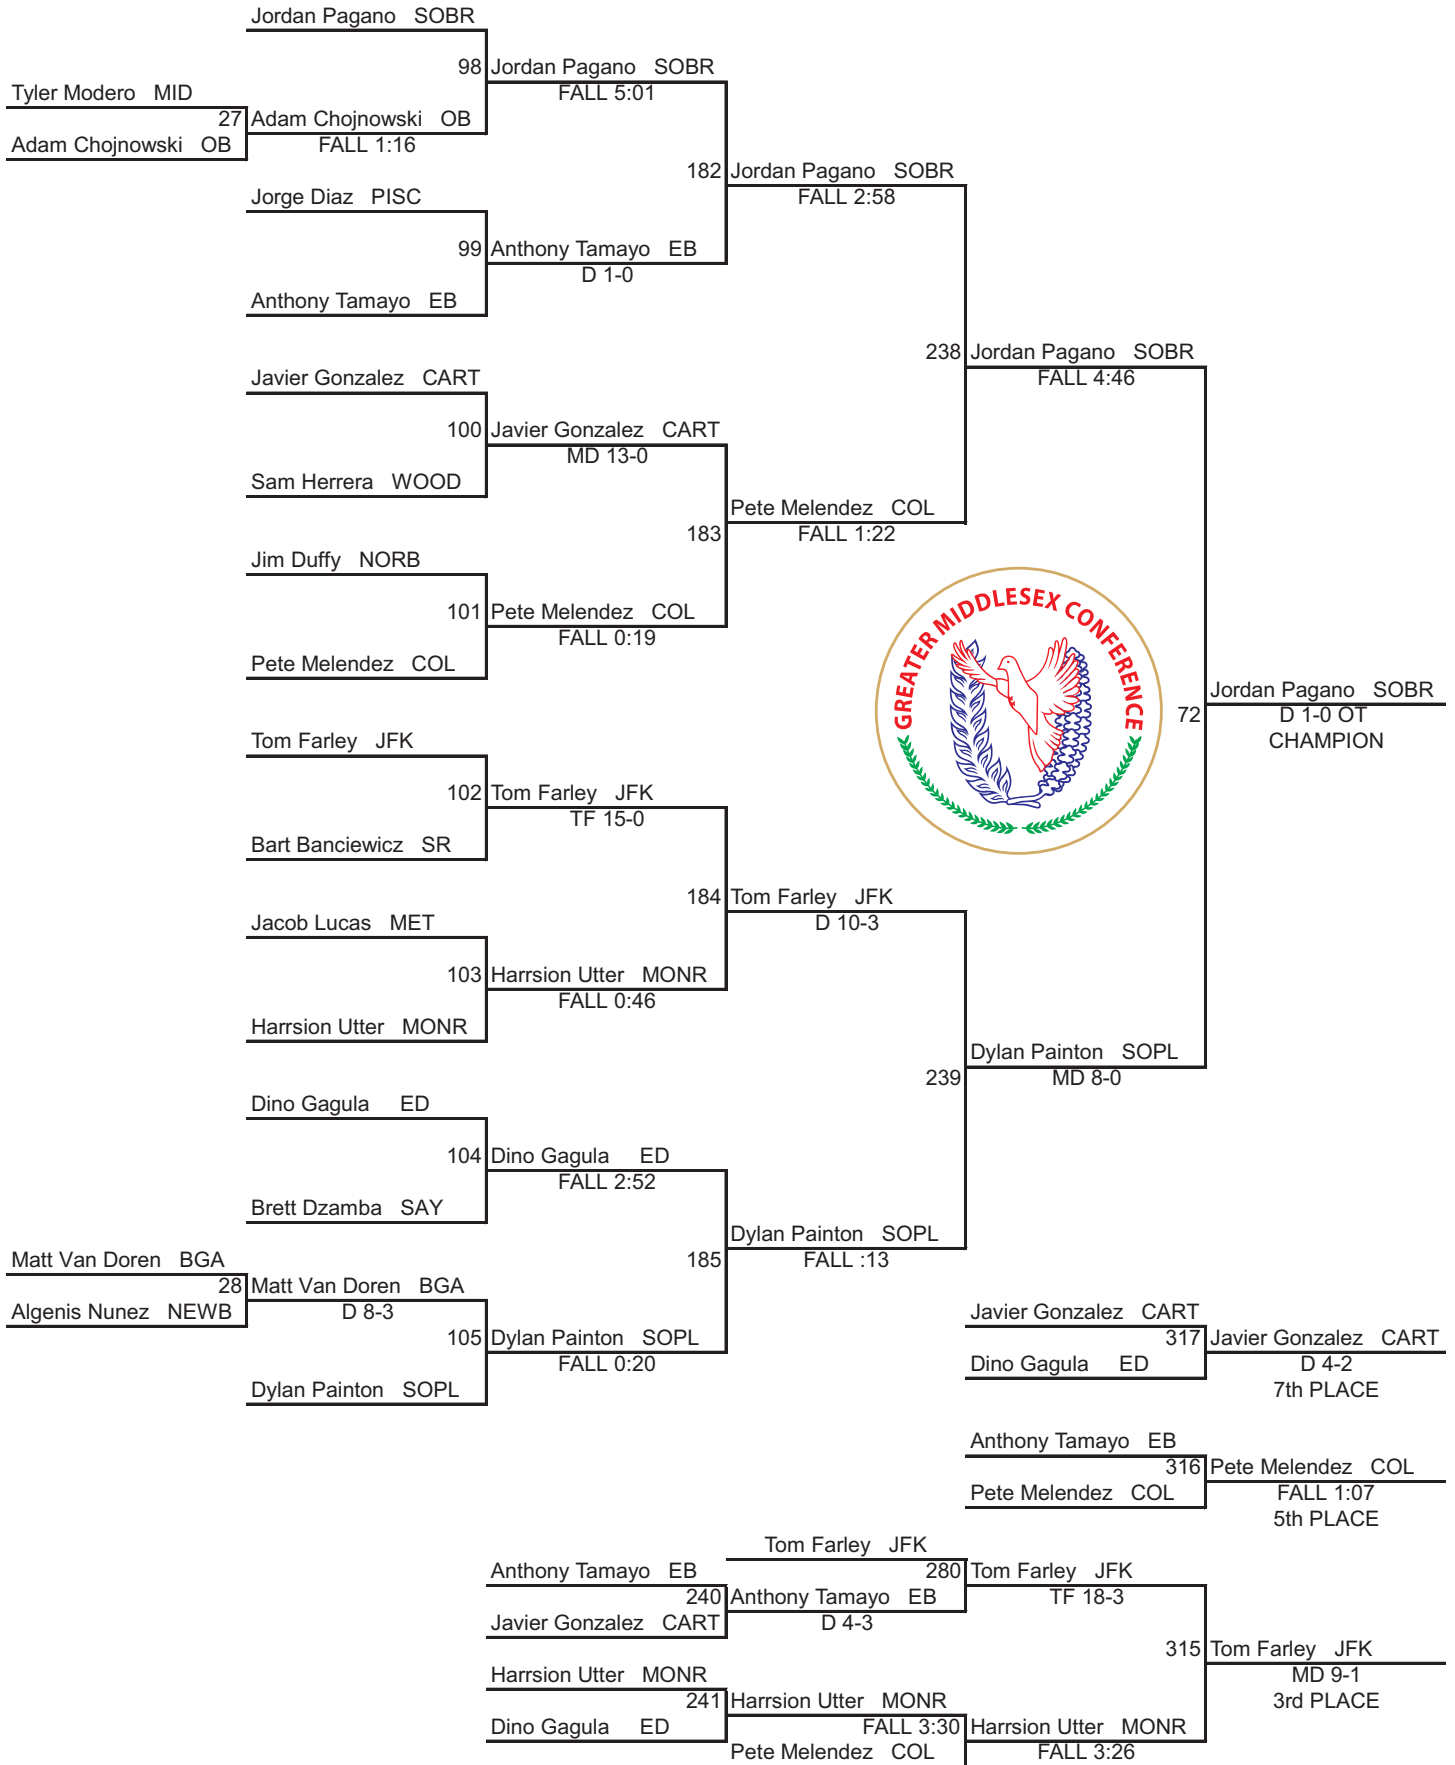 Jordan Pagano SOBR
98 Jordan Pagano SOBR
FALL 5:01
Tyler Modero MID
27 Adam Chojnowski OB
FALL 1:16
Adam Chojnowski OB
182 Jordan Pagano SOBR
FALL 2:58
Jorge Diaz PISC
99 Anthony Tamayo EB
D 1-0
Anthony Tamayo EB
238 Jordan Pagano SOBR
FALL 4:46
Javier Gonzalez CART
100 Javier Gonzalez CART
MD 13-0
Sam Herrera WOOD
183 Pete Melendez COL
FALL 1:22
Jim Duffy NORB
101 Pete Melendez COL
FALL 0:19
Pete Melendez COL
GREATER MIDDLESEX CONFERENCE
72 Jordan Pagano SOBR
D 1-0 OT
CHAMPION
Tom Farley JFK
102 Tom Farley JFK
TF 15-0
Bart Banciewicz SR
184 Tom Farley JFK
D 10-3
Jacob Lucas MET
103 Harrsion Utter MONR
FALL 0:46
Harrsion Utter MONR
239 Dylan Painton SOPL
MD 8-0
Dino Gagula ED
104 Dino Gagula ED
FALL 2:52
Brett Dzamba SAY
185 Dylan Painton SOPL
FALL :13
Matt Van Doren BGA
28 Matt Van Doren BGA
D 8-3
Algenis Nunez NEWB
105 Dylan Painton SOPL
FALL 0:20
Dylan Painton SOPL
Javier Gonzalez CART
317 Javier Gonzalez CART
Dino Gagula ED
D 4-2
7th PLACE
Anthony Tamayo EB
316 Pete Melendez COL
Pete Melendez COL
FALL 1:07
5th PLACE
Tom Farley JFK
280 Tom Farley JFK
TF 18-3
Anthony Tamayo EB
240 Anthony Tamayo EB
D 4-3
Javier Gonzalez CART
315 Tom Farley JFK
MD 9-1
3rd PLACE
Harrsion Utter MONR
241 Harrsion Utter MONR
FALL 3:30
Dino Gagula ED
Harrsion Utter MONR
FALL 3:26
Pete Melendez COL